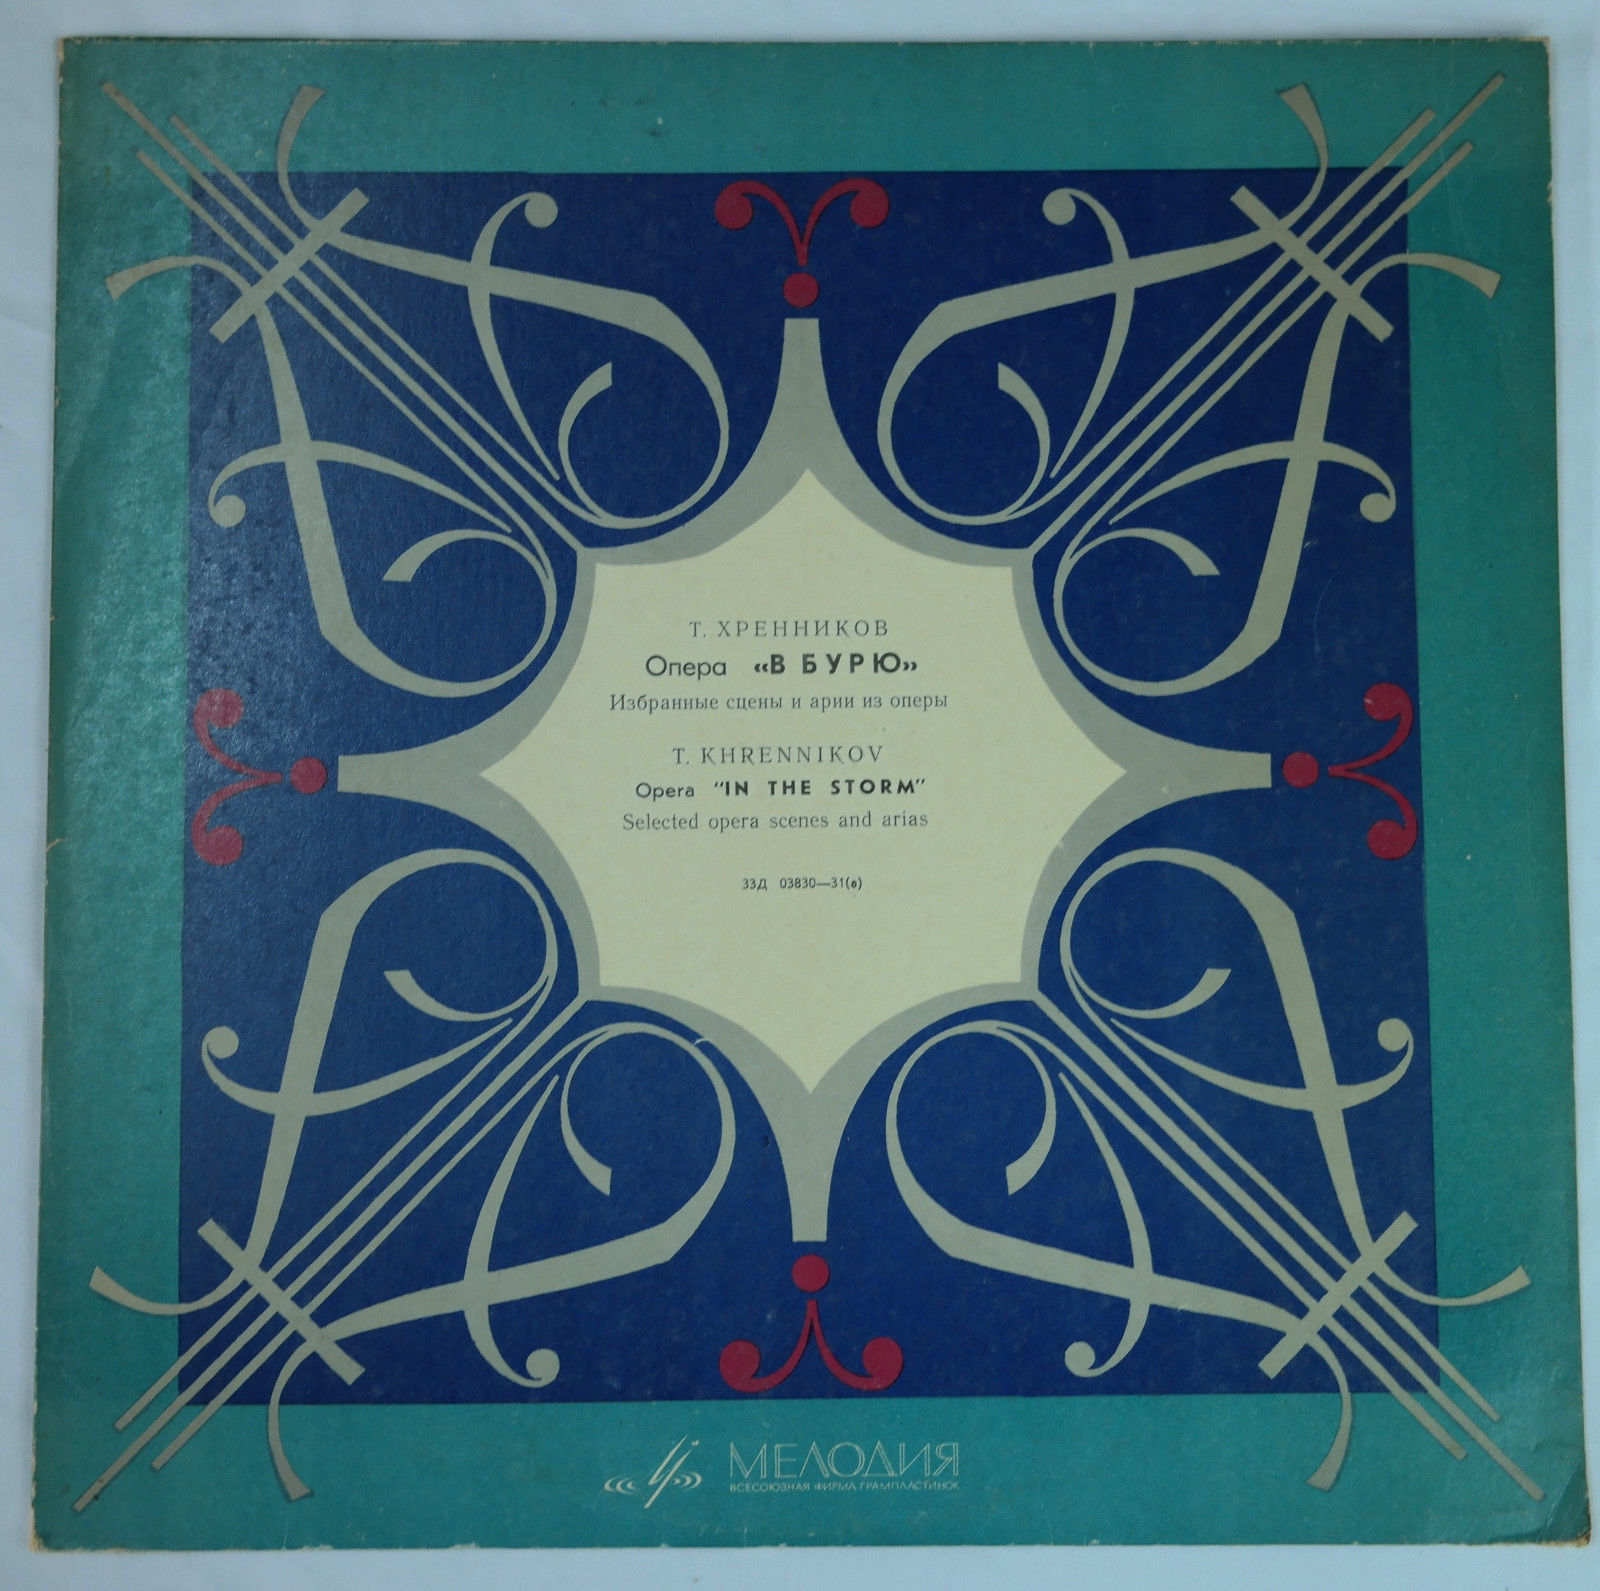 Т. ХРЕННИКОВ
Опера «В БУРЮ»
Избранные сцены и арии из оперы
T. KHRENNIKOV
Opera "IN THE STORM"
Selected opera scenes and arias
33Д 03830—31(а)
МЕЛОДИЯ
ВСЕСОЮЗНАЯ ФИРМА ГРАМПЛАСТИНОК